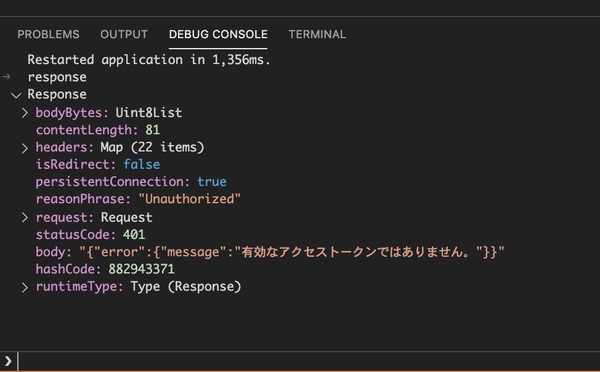 PROBLEMS OUTPUT DEBUG CONSOLE TERMINAL
Restarted application in 1,356ms.
response
Response
bodyBytes: Uint8List
contentLength: 81
headers: Map (22 items)
isRedirect: false
persistentConnection: true
reasonPhrase: "Unauthorized"
request: Request
statusCode: 401
body: "{"error":{"message":"有効なアクセストークンではありません。"}}"
hashCode: 882943371
runtimeType: Type (Response)